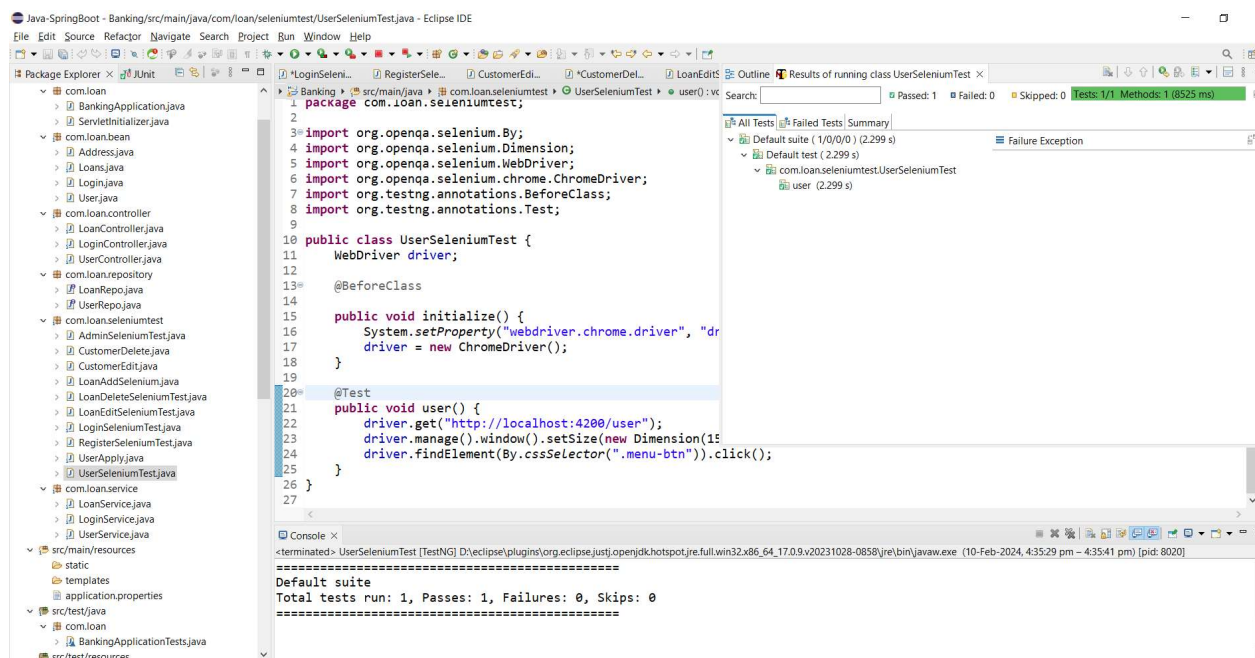 Java-SpringBoot - Banking/src/main/java/com/loan/seleniumtest/UserSeleniumTest.java - Eclipse IDE
File Edit Source Refactor Navigate Search Project Run Window Help
Package Explorer JUnit
com.loan
BankingApplication.java
ServletInitializer.java
com.loan.bean
Address.java
Loans.java
Login.java
User.java
com.loan.controller
LoanController.java
LoginController.java
UserController.java
com.loan.repository
LoanRepo.java
UserRepo.java
com.loan.seleniumtest
AdminSeleniumTest.java
CustomerDelete.java
CustomerEdit.java
LoanAddSelenium.java
LoanDeleteSeleniumTest.java
LoanEditSeleniumTest.java
LoginSeleniumTest.java
RegisterSeleniumTest.java
UserApply.java
UserSeleniumTest.java
com.loan.service
LoanService.java
LoginService.java
UserService.java
src/main/resources
static
templates
application.properties
src/test/java
com.loan
BankingApplicationTests.java
src/test/resources
*LoginSeleni... RegisterSele... CustomerEdi... *CustomerDel... LoanEditS
Banking src/main/java com.loan.seleniumtest UserSeleniumTest user() : vo
1 package com.loan.seleniumtest;
2
3 import org.openqa.selenium.By;
4 import org.openqa.selenium.Dimension;
5 import org.openqa.selenium.WebDriver;
6 import org.openqa.selenium.chrome.ChromeDriver;
7 import org.testng.annotations.BeforeClass;
8 import org.testng.annotations.Test;
9
10 public class UserSeleniumTest {
11 WebDriver driver;
12
13 @BeforeClass
14
15 public void initialize() {
16 System.setProperty("webdriver.chrome.driver", "dr
17 driver = new ChromeDriver();
18 }
19
20 @Test
21 public void user() {
22 driver.get("http://localhost:4200/user");
23 driver.manage().window().setSize(new Dimension(15
24 driver.findElement(By.cssSelector(".menu-btn")).click();
25 }
26 }
27
Outline Results of running class UserSeleniumTest
Search: Passed: 1 Failed: 0 Skipped: 0 Tests: 1/1 Methods: 1 (8525 ms)
All Tests Failed Tests Summary
Default suite ( 1/0/0/0 ) (2.299 s)
Default test ( 2.299 s)
com.loan.seleniumtest.UserSeleniumTest
user (2.299 s)
Failure Exception
Console
<terminated> UserSeleniumTest [TestNG] D:\eclipse\plugins\org.eclipse.justj.openjdk.hotspot.jre.full.win32.x86_64_17.0.9.v20231028-0858\jre\bin\javaw.exe (10-Feb-2024, 4:35:29 pm – 4:35:41 pm) [pid: 8020]
===============================================
Default suite
Total tests run: 1, Passes: 1, Failures: 0, Skips: 0
===============================================